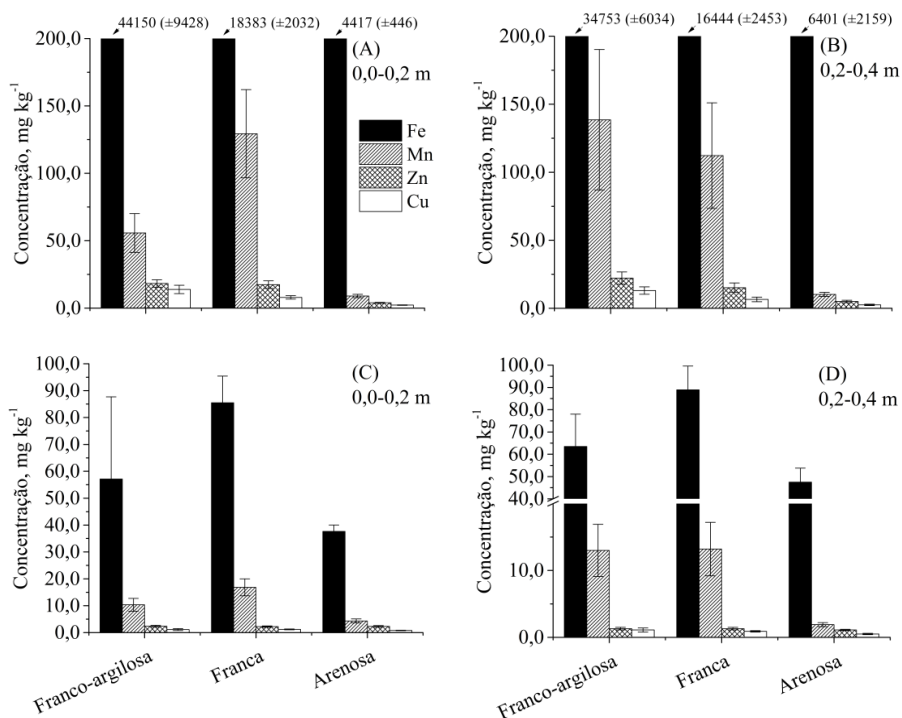 44150 (±9428) 18383 (±2032) 4417 (±446)
(A)
0,0-0,2 m
Concentração, mg kg⁻¹
200,0
150,0
100,0
50,0
0,0
Fe
Mn
Zn
Cu
34753 (±6034) 16444 (±2453) 6401 (±2159)
(B)
0,2-0,4 m
Concentração, mg kg⁻¹
200,0
150,0
100,0
50,0
0,0
(C)
0,0-0,2 m
Concentração, mg kg⁻¹
100,0
90,0
80,0
70,0
60,0
50,0
40,0
30,0
20,0
10,0
0,0
Franco-argilosa Franca Arenosa
(D)
0,2-0,4 m
Concentração, mg kg⁻¹
100,0
90,0
80,0
70,0
60,0
50,0
40,0
10,0
0,0
Franco-argilosa Franca Arenosa